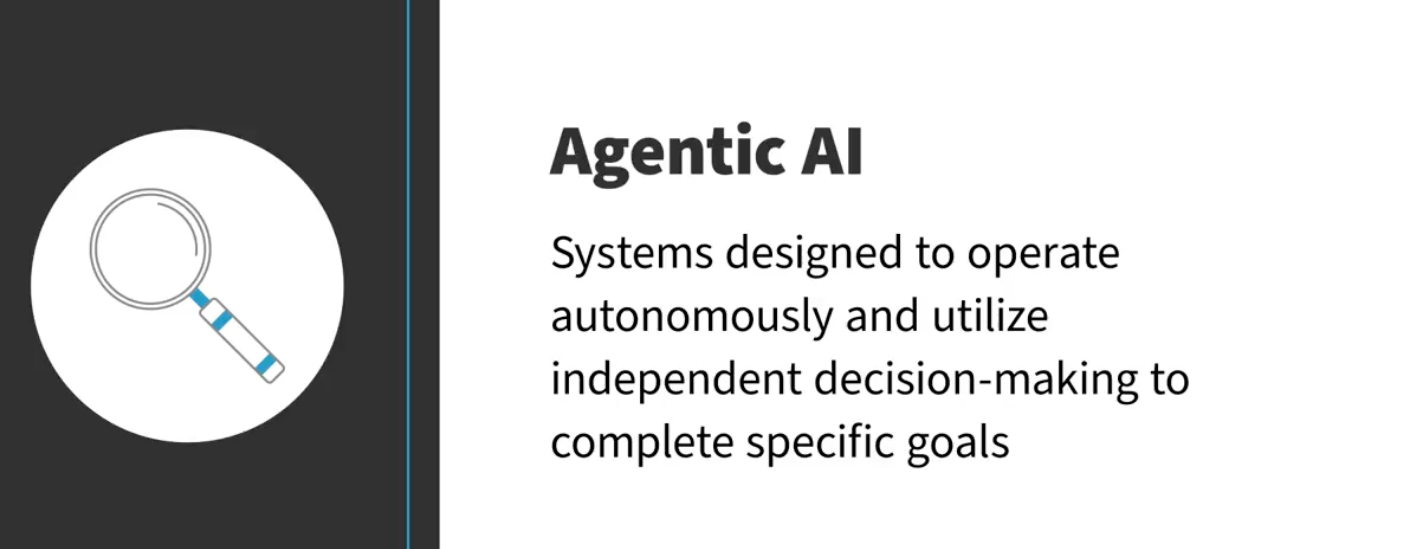 Agentic AI
Systems designed to operate
autonomously and utilize
independent decision-making to
complete specific goals